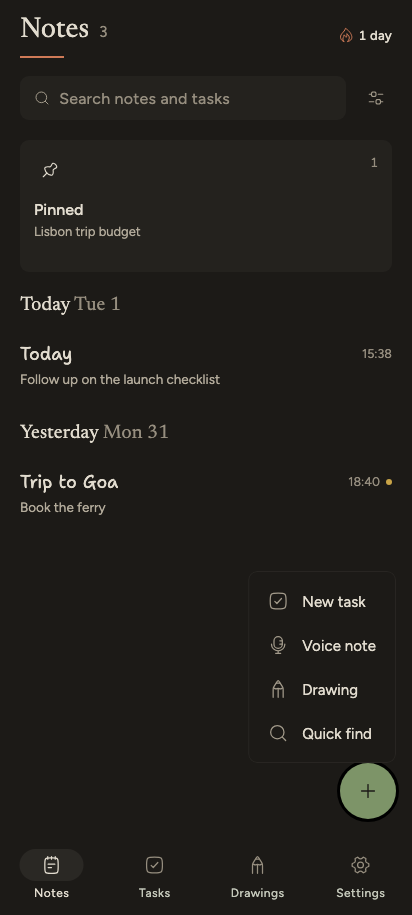 Notes 3
1 day
Search notes and tasks
1
Pinned
Lisbon trip budget
Today Tue 1
Today 15:38
Follow up on the launch checklist
Yesterday Mon 31
Trip to Goa 18:40
Book the ferry
New task
Voice note
Drawing
Quick find
Notes Tasks Drawings Settings